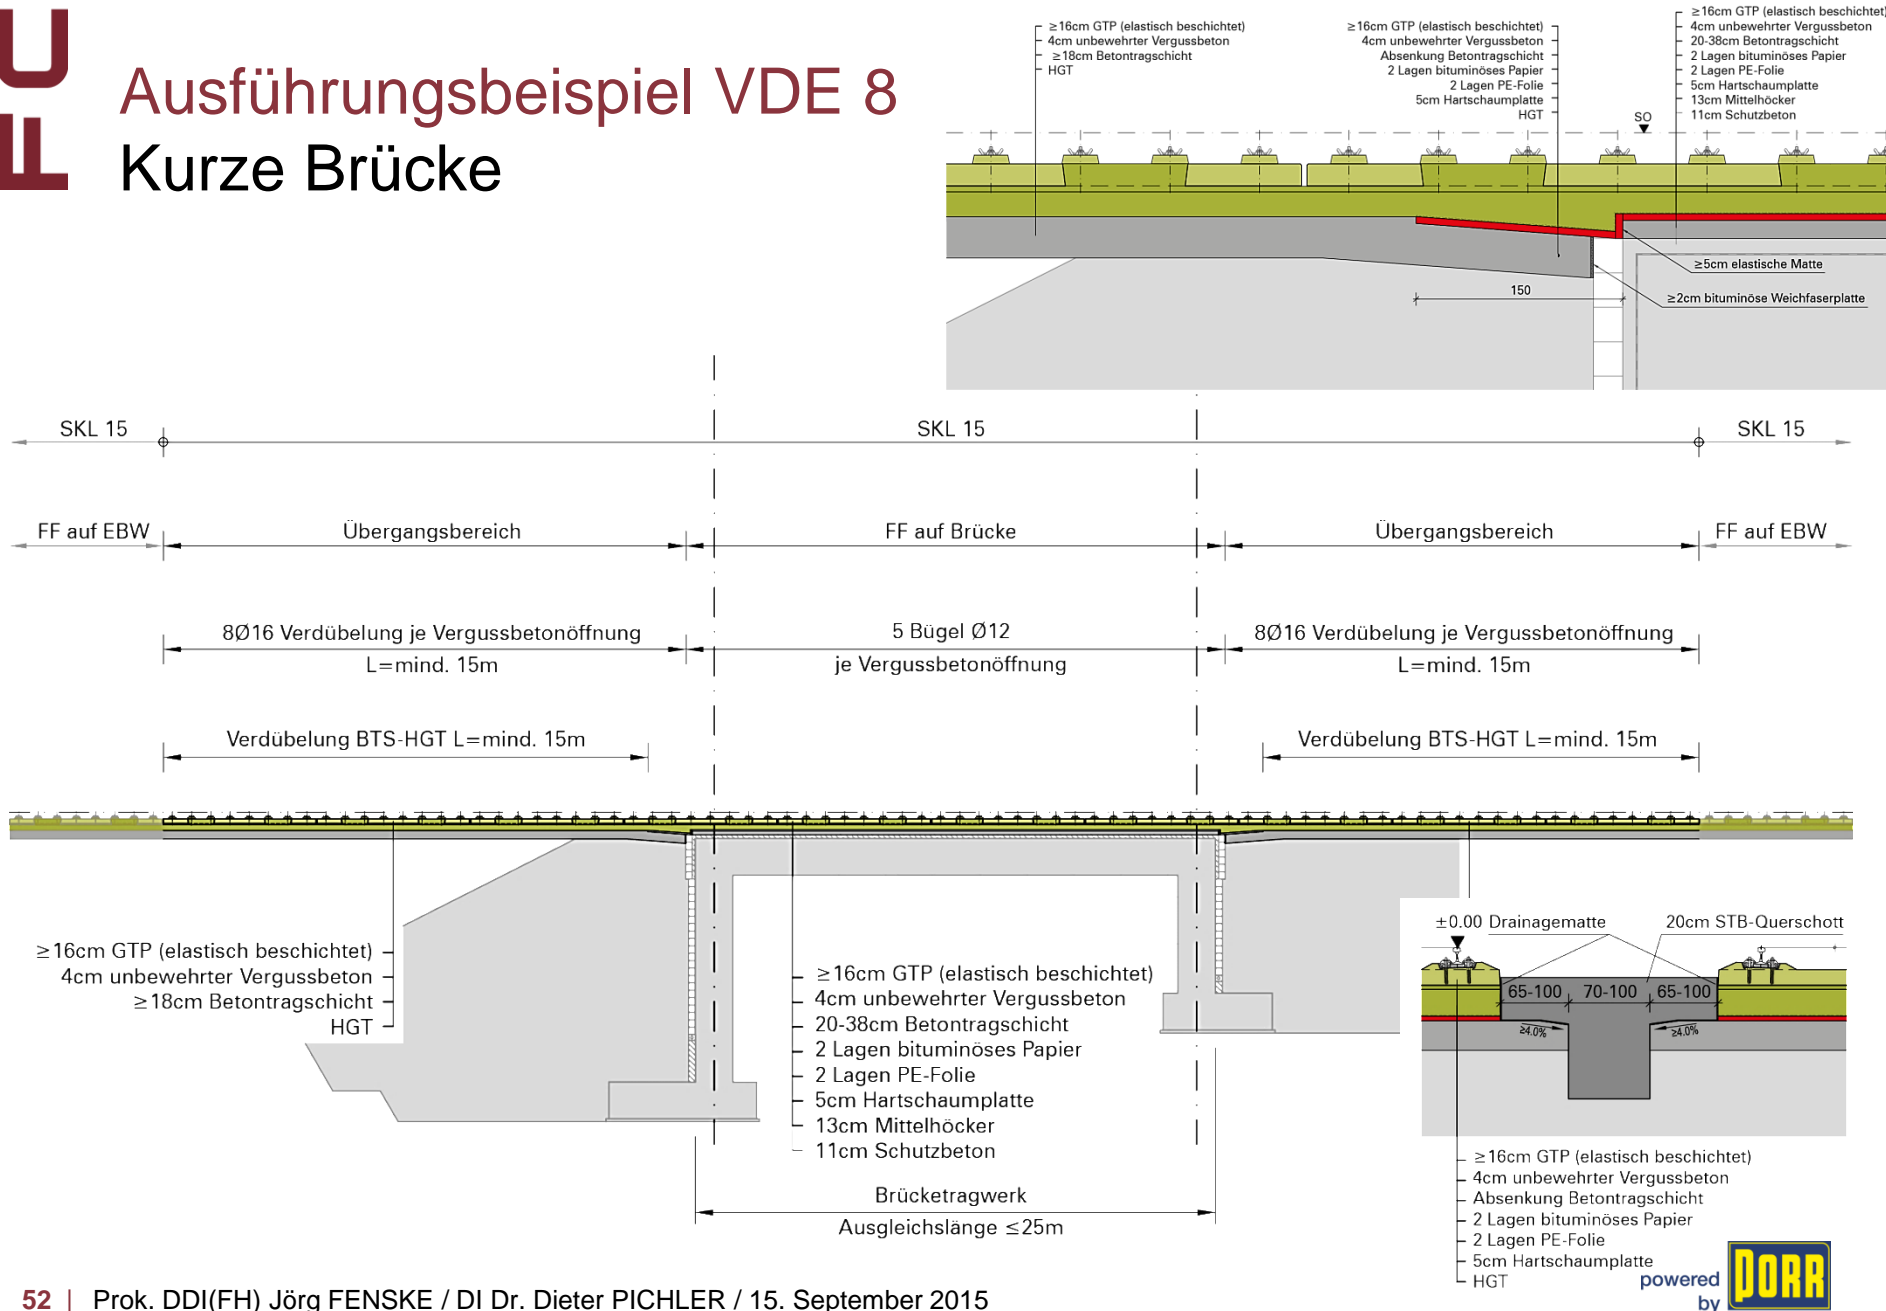 FC
Ausführungsbeispiel VDE 8
Kurze Brücke
≥16cm GTP (elastisch beschichtet)
4cm unbewehrter Vergussbeton
≥18cm Betontragschicht
HGT
≥16cm GTP (elastisch beschichtet)
4cm unbewehrter Vergussbeton
Absenkung Betontragschicht
2 Lagen bituminöses Papier
2 Lagen PE-Folie
5cm Hartschaumplatte
HGT
≥16cm GTP (elastisch beschichtet)
4cm unbewehrter Vergussbeton
20-38cm Betontragschicht
2 Lagen bituminöses Papier
2 Lagen PE-Folie
5cm Hartschaumplatte
13cm Mittelhöcker
11cm Schutzbeton
SO
≥5cm elastische Matte
150
≥2cm bituminöse Weichfaserplatte
SKL 15
SKL 15
SKL 15
FF auf EBW
Übergangsbereich
FF auf Brücke
Übergangsbereich
FF auf EBW
8Ø16 Verdübelung je Vergussbetonöffnung
L=mind. 15m
5 Bügel Ø12
je Vergussbetonöffnung
8Ø16 Verdübelung je Vergussbetonöffnung
L=mind. 15m
Verdübelung BTS-HGT L=mind. 15m
Verdübelung BTS-HGT L=mind. 15m
≥16cm GTP (elastisch beschichtet)
4cm unbewehrter Vergussbeton
≥18cm Betontragschicht
HGT
≥16cm GTP (elastisch beschichtet)
4cm unbewehrter Vergussbeton
20-38cm Betontragschicht
2 Lagen bituminöses Papier
2 Lagen PE-Folie
5cm Hartschaumplatte
13cm Mittelhöcker
11cm Schutzbeton
Brücketragwerk
Ausgleichslänge ≤25m
±0.00 Drainagematte
20cm STB-Querschott
65-100 70-100 65-100
≥4.0% ≥4.0%
≥16cm GTP (elastisch beschichtet)
4cm unbewehrter Vergussbeton
Absenkung Betontragschicht
2 Lagen bituminöses Papier
2 Lagen PE-Folie
5cm Hartschaumplatte
HGT
powered
by
PORR
52 | Prok. DDI(FH) Jörg FENSKE / DI Dr. Dieter PICHLER / 15. September 2015